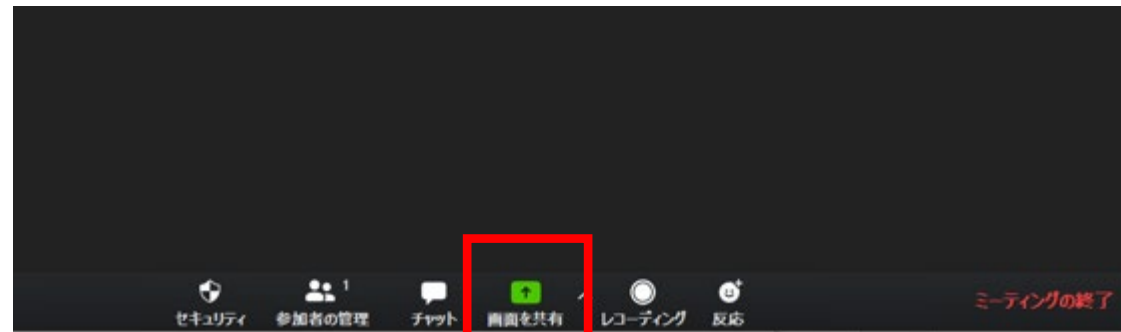 1
セキュリティ 参加者の管理 チャット 画面を共有 レコーディング 反応 ミーティングの終了